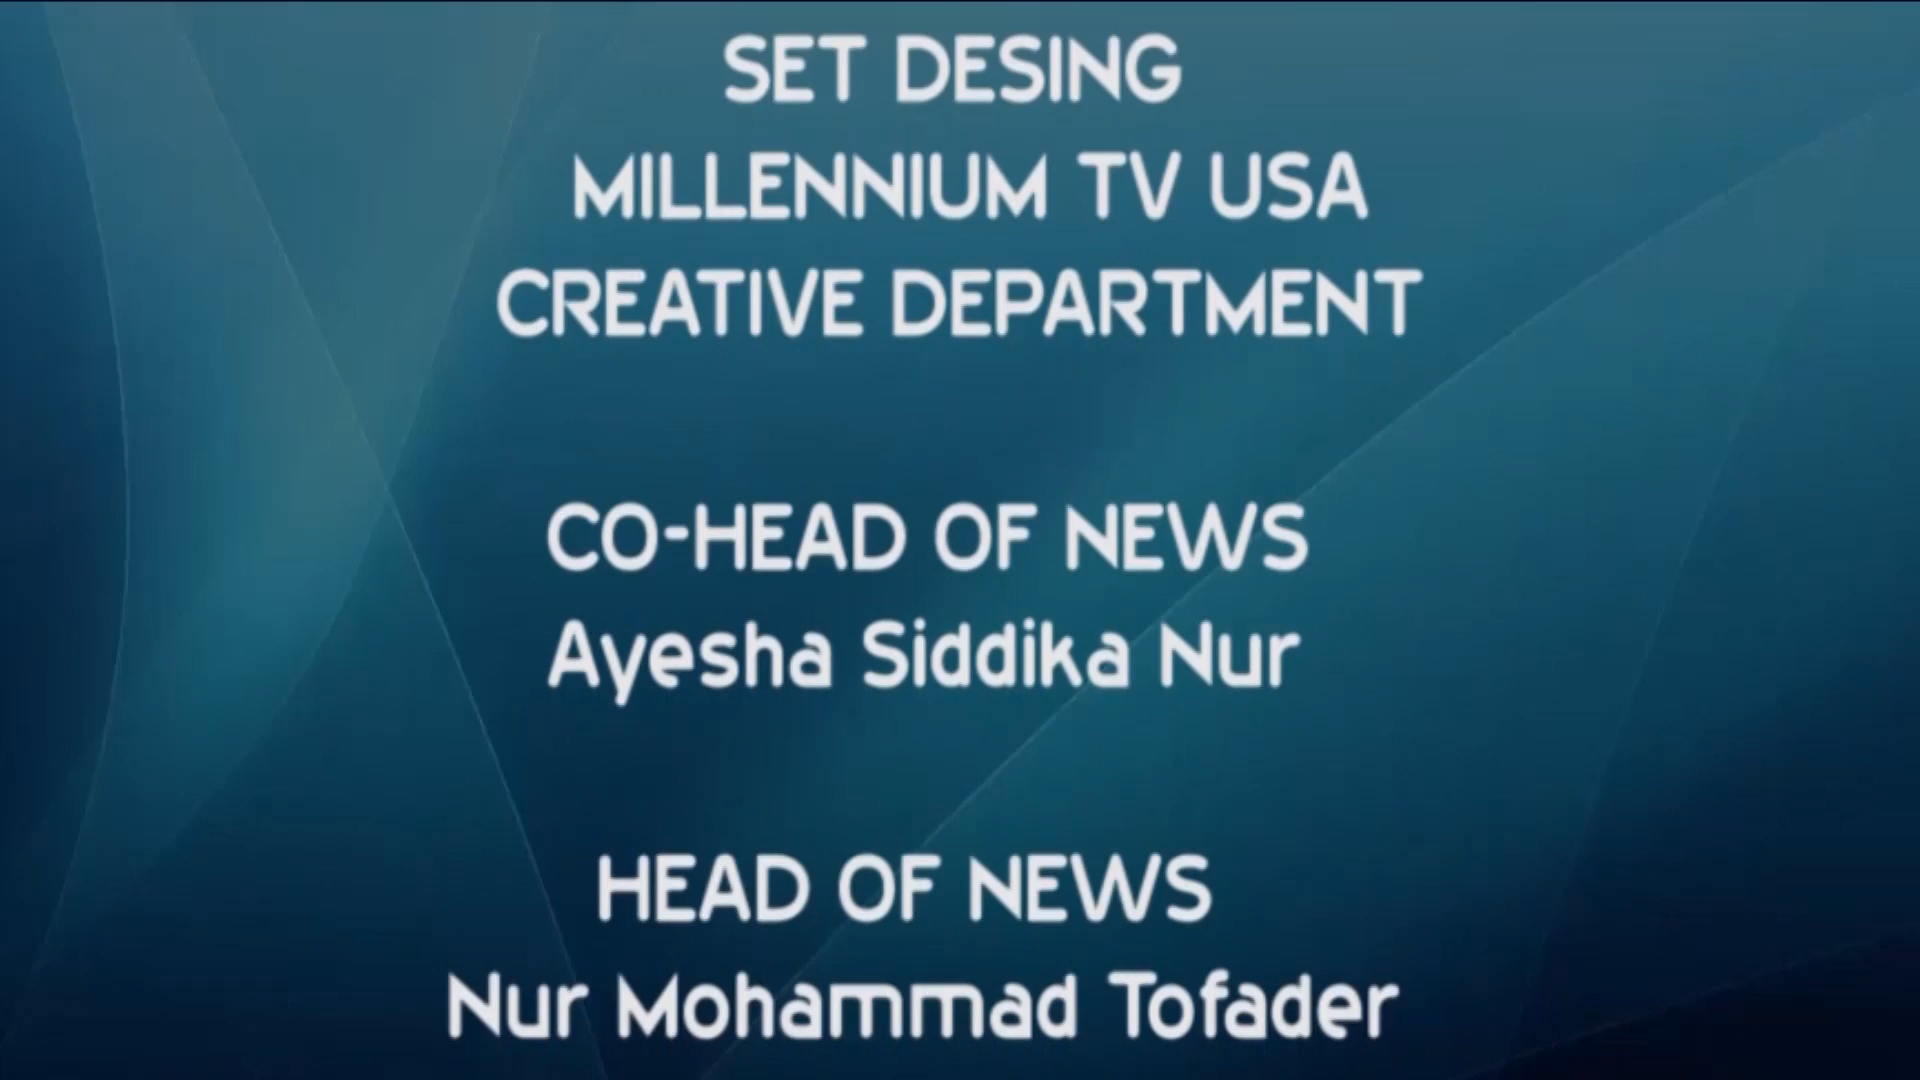 SET DESING
MILLENNIUM TV USA
CREATIVE DEPARTMENT
CO-HEAD OF NEWS
Ayesha Siddika Nur
HEAD OF NEWS
Nur Mohammad Tofader